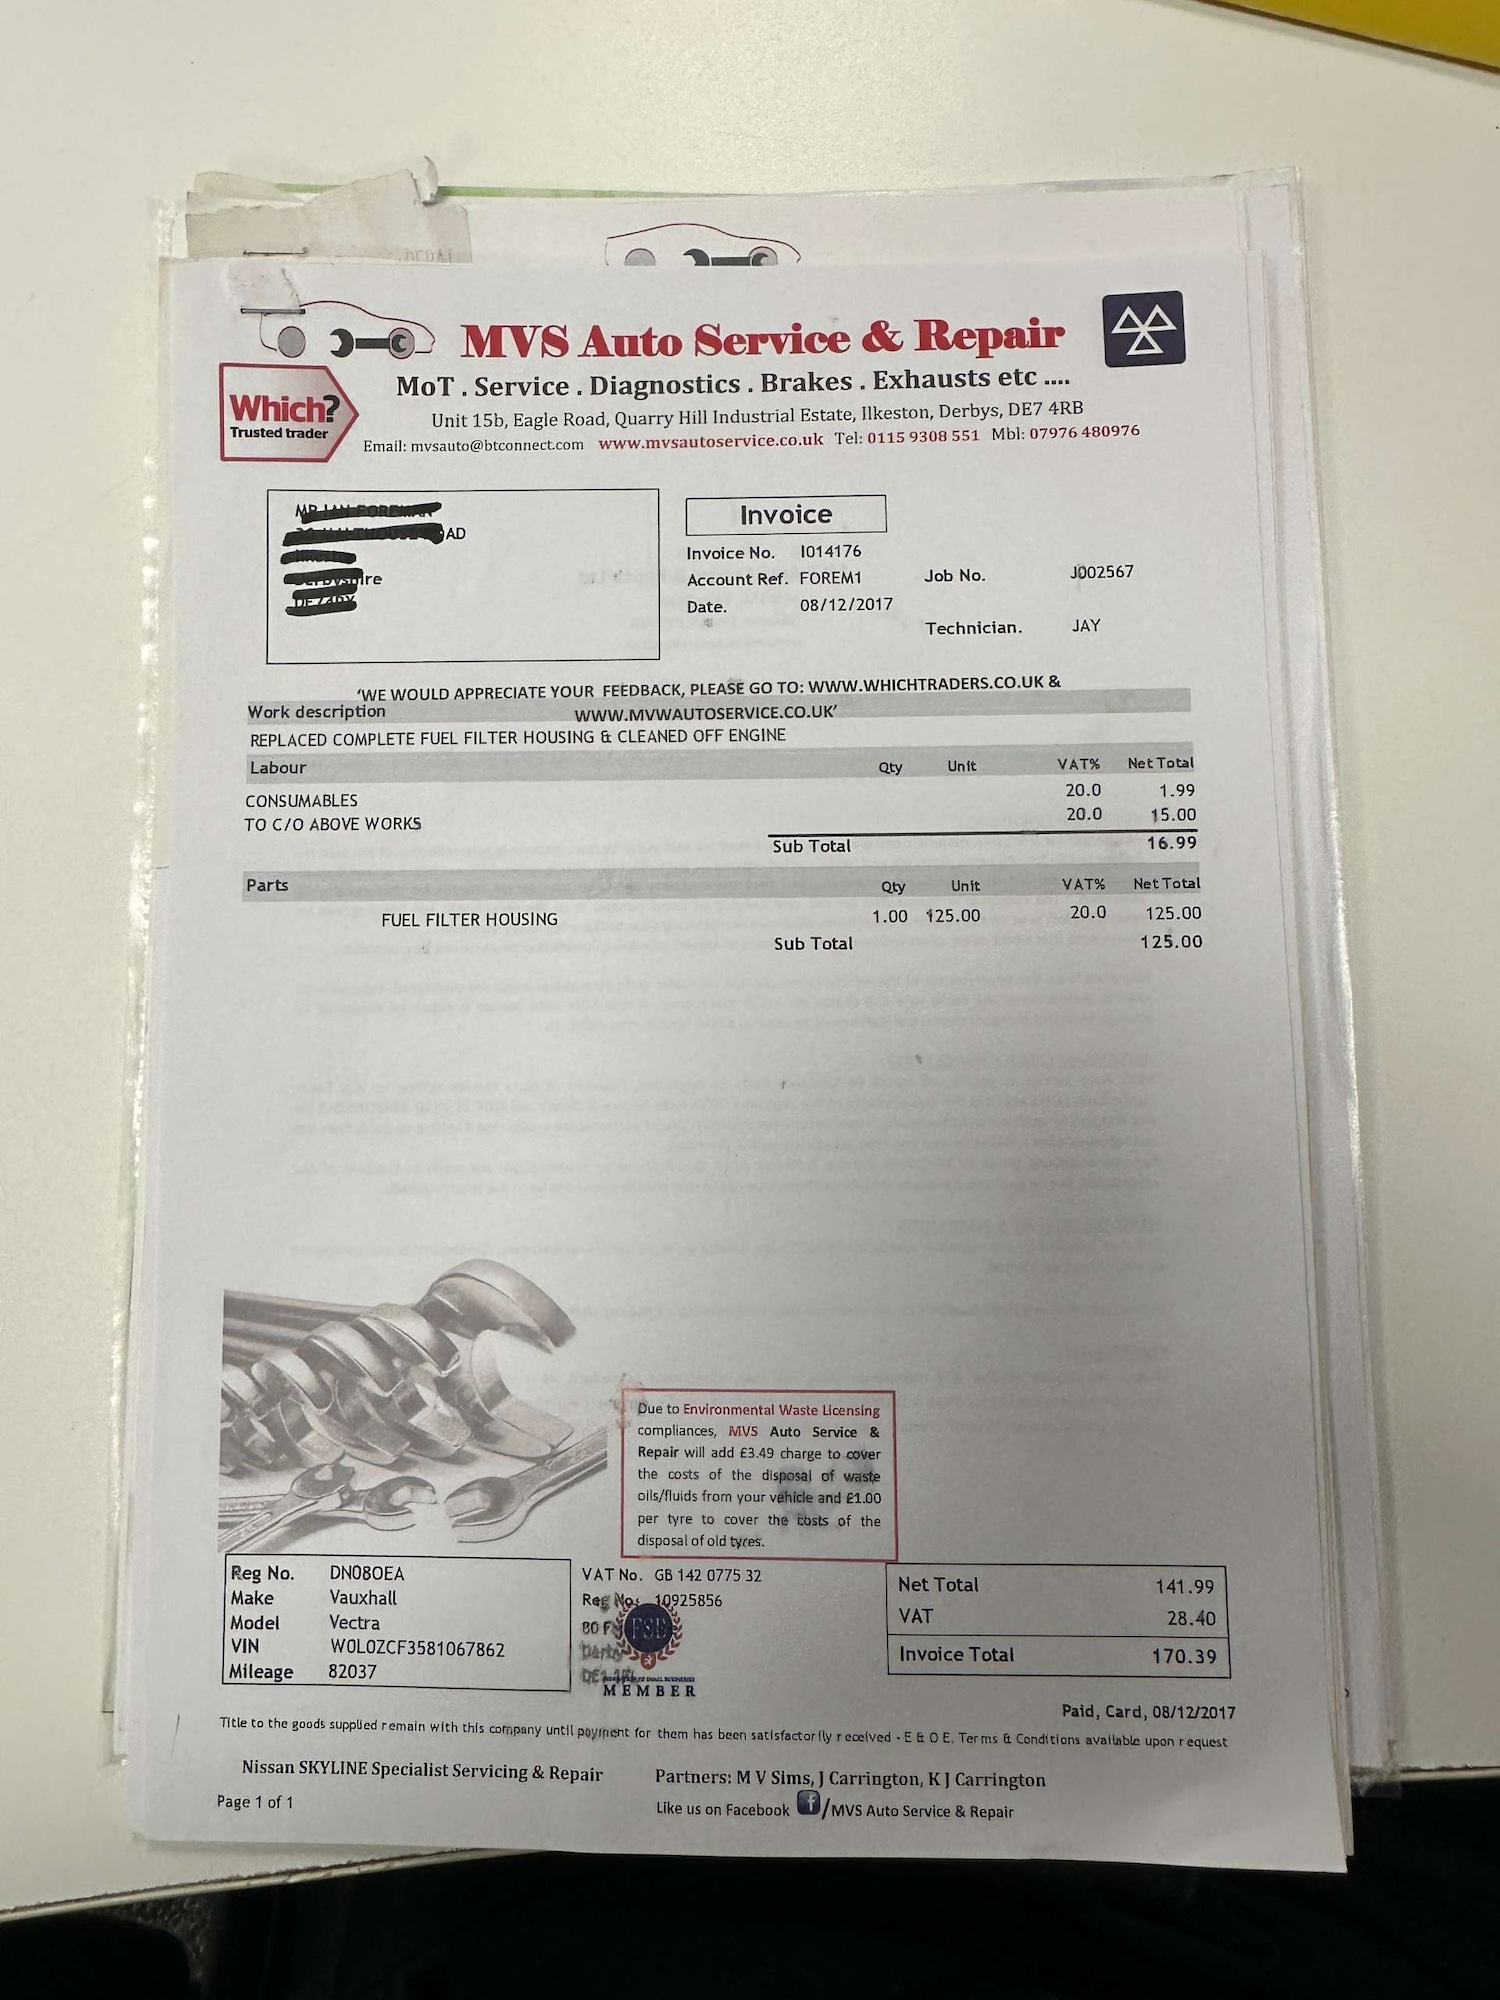 MVS Auto Service & Repair
MoT . Service . Diagnostics . Brakes . Exhausts etc ....
Which?
Trusted trader
Unit 15b, Eagle Road, Quarry Hill Industrial Estate, Ilkeston, Derbys, DE7 4RB
Email: mvsauto@btconnect.com www.mvsautoservice.co.uk Tel: 0115 9308 551 Mbl: 07976 480976
Invoice
Invoice No. I014176
Account Ref. FOREM1 Job No. J002567
Date. 08/12/2017
Technician. JAY
‘WE WOULD APPRECIATE YOUR FEEDBACK, PLEASE GO TO: WWW.WHICHTRADERS.CO.UK &
Work description WWW.MVWAUTOSERVICE.CO.UK’
REPLACED COMPLETE FUEL FILTER HOUSING & CLEANED OFF ENGINE
Labour Qty Unit VAT% Net Total
CONSUMABLES 20.0 1.99
TO C/O ABOVE WORKS 20.0 15.00
Sub Total 16.99
Parts Qty Unit VAT% Net Total
FUEL FILTER HOUSING 1.00 125.00 20.0 125.00
Sub Total 125.00
Due to Environmental Waste Licensing
compliances, MVS Auto Service &
Repair will add £3.49 charge to cover
the costs of the disposal of waste
oils/fluids from your vehicle and £1.00
per tyre to cover the costs of the
disposal of old tyres.
Reg No. DN08OEA
Make Vauxhall
Model Vectra
VIN W0L0ZCF3581067862
Mileage 82037
VAT No. GB 142 0775 32
Reg No: 10925856
80 F
Derby
FSB
MEMBER
Net Total 141.99
VAT 28.40
Invoice Total 170.39
Paid, Card, 08/12/2017
Title to the goods supplied remain with this company until payment for them has been satisfactorily received - E & O E. Terms & Conditions available upon request
Nissan SKYLINE Specialist Servicing & Repair
Partners: M V Sims, J Carrington, K J Carrington
Page 1 of 1
Like us on Facebook f/MVS Auto Service & Repair